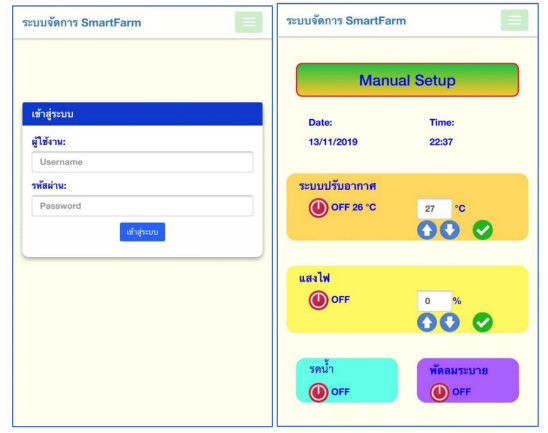 ระบบจัดการ SmartFarm
เข้าสู่ระบบ
ผู้ใช้งาน:
Username
รหัสผ่าน:
Password
เข้าสู่ระบบ
ระบบจัดการ SmartFarm
Manual Setup
Date: Time:
13/11/2019 22:37
ระบบปรับอากาศ
OFF 26 °C 27 °C
แสงไฟ
OFF 0 %
รดน้ำ พัดลมระบาย
OFF OFF